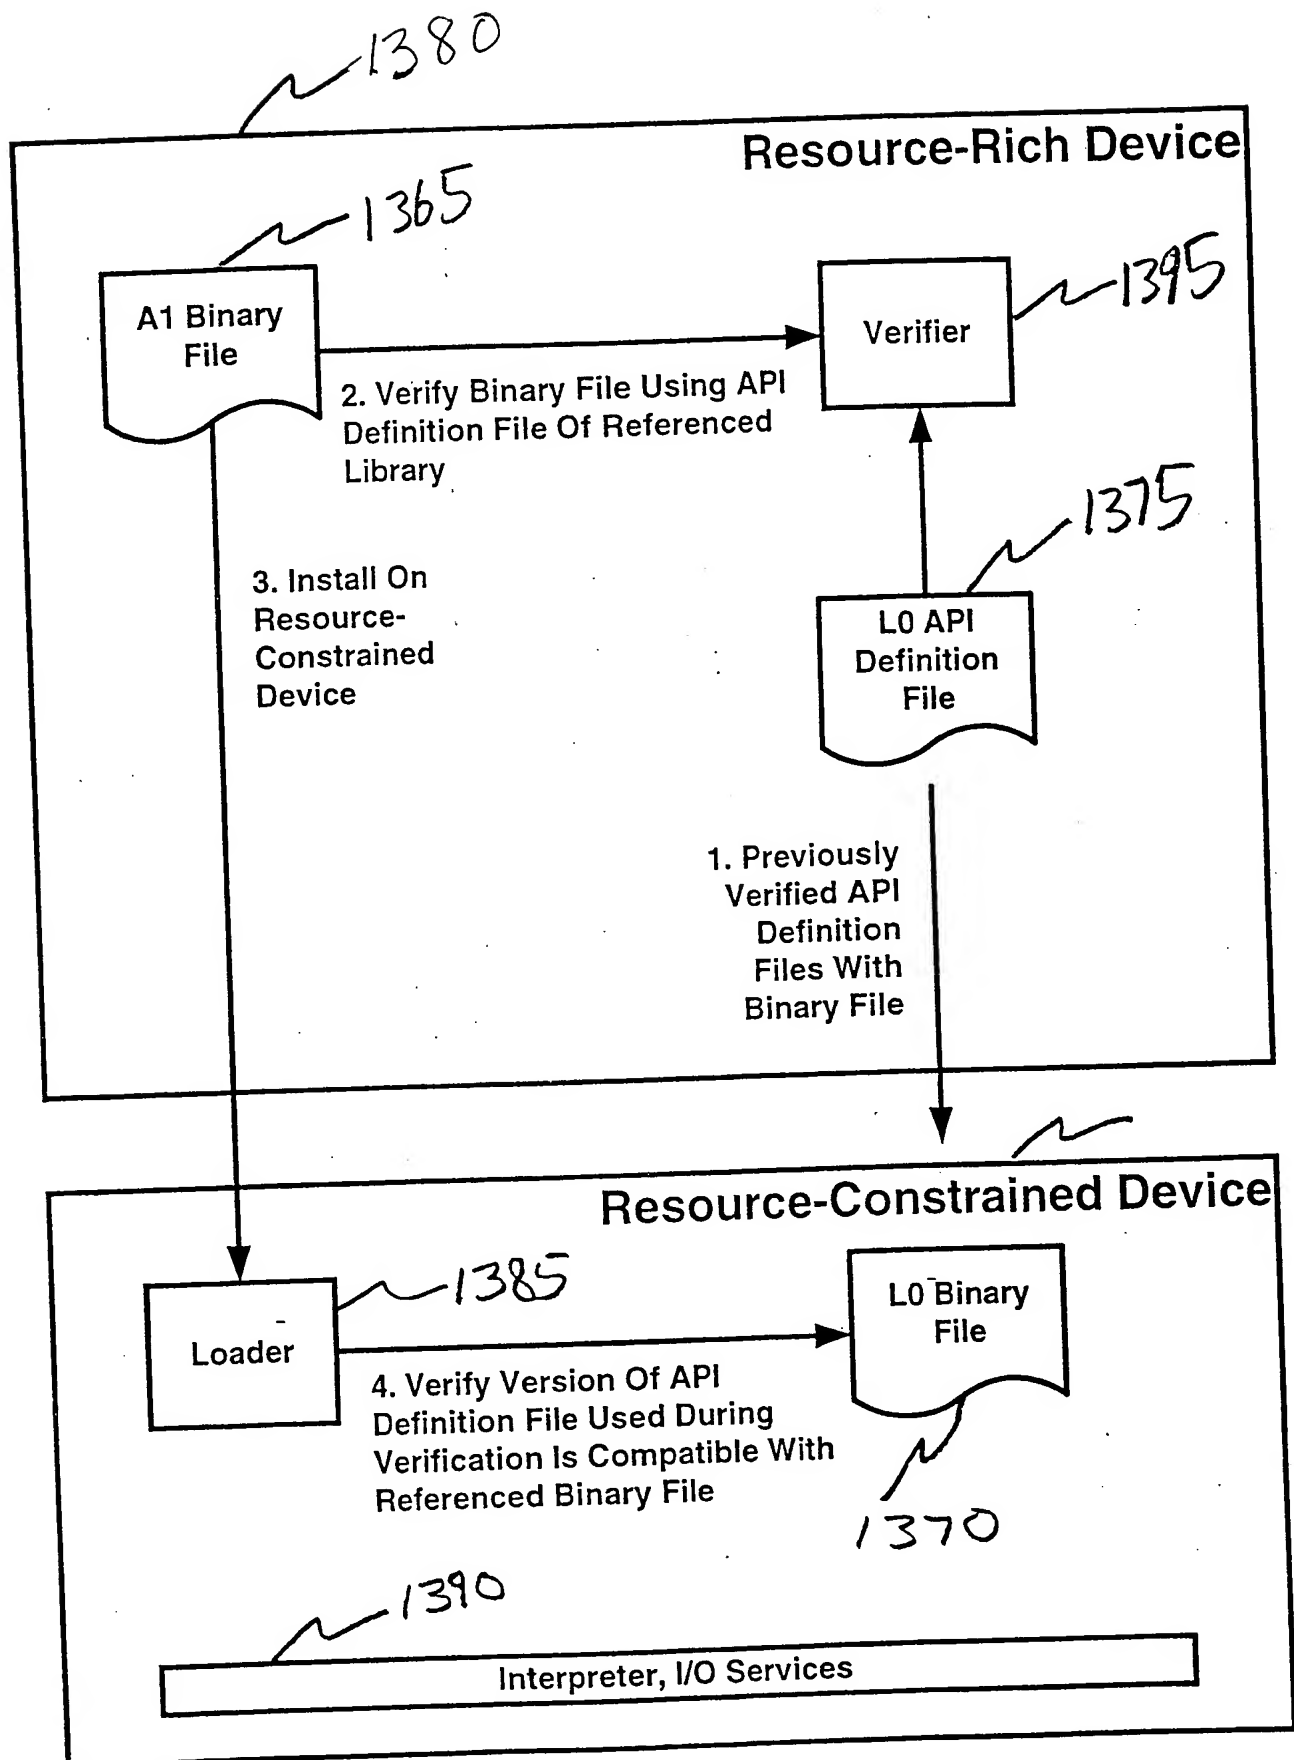 1380
Resource-Rich Device
1365
A1 Binary
File
Verifier
1395
2. Verify Binary File Using API
Definition File Of Referenced
Library
1375
3. Install On
Resource-
Constrained
Device
L0 API
Definition
File
1. Previously
Verified API
Definition
Files With
Binary File
Resource-Constrained Device
1385
Loader
L0 Binary
File
4. Verify Version Of API
Definition File Used During
Verification Is Compatible With
Referenced Binary File
1370
1390
Interpreter, I/O Services